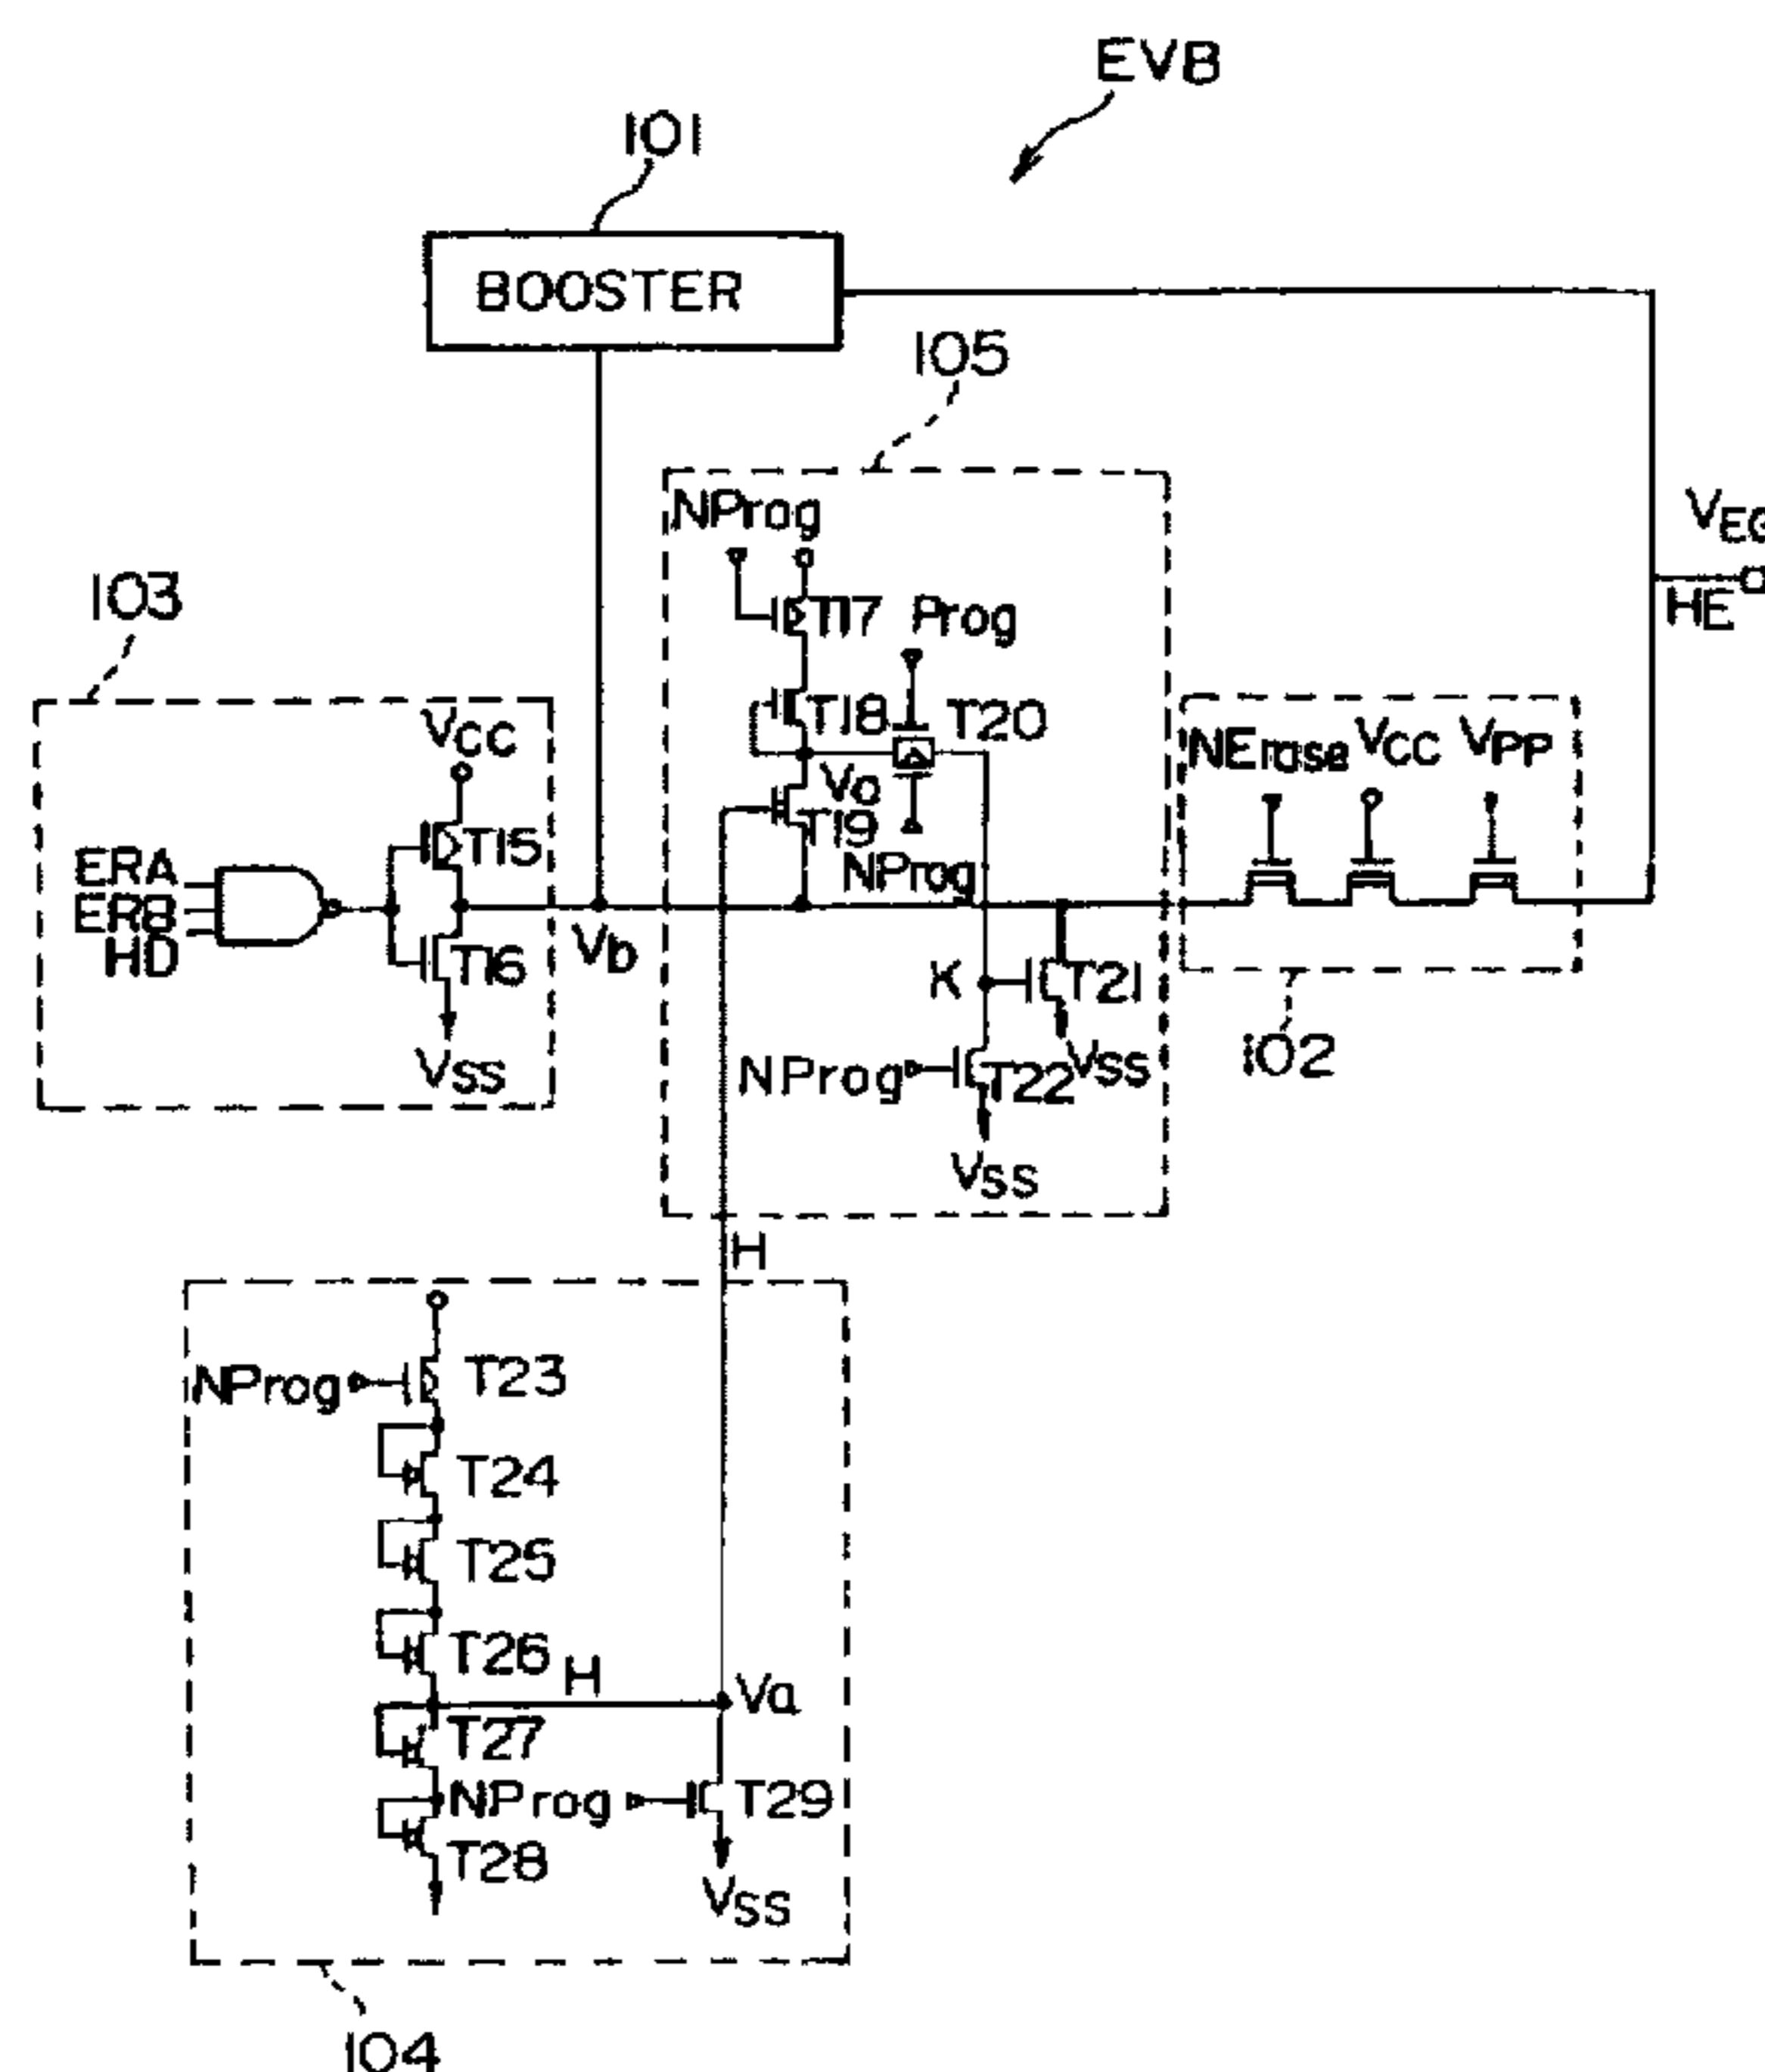 EVB
101
BOOSTER
105
NProg
VEG
HE
103
T17
Prog
T18
T20
VCC
NErase
VCC
VPP
Vo
T19
T15
ERA
ERB
HD
NProg
T16
Vb
K
T21
VSS
NProg
T22
VSS
102
VSS
H
NProg
T23
T24
T25
T26
H
Va
T27
NProg
T29
T28
VSS
104